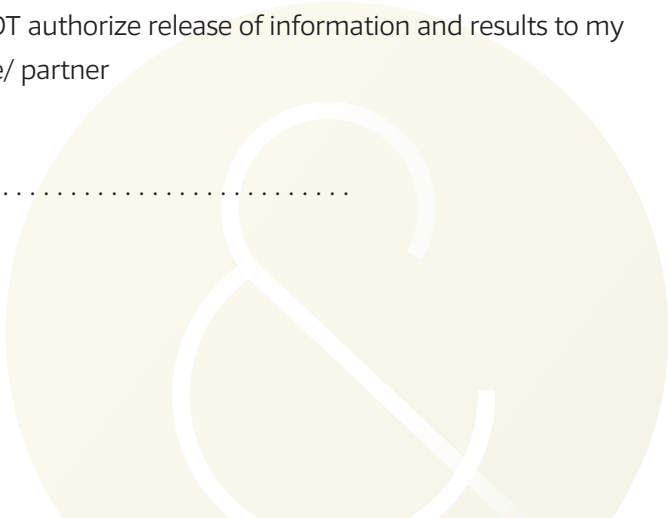 OT authorize release of information and results to my
e/ partner
. . . . . . . . . . . . . . . . . . . . . . . . . .
&